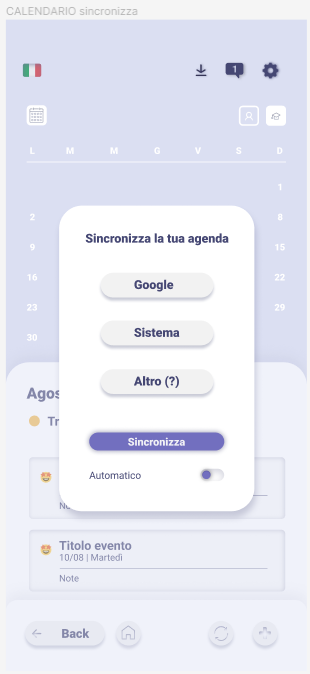 CALENDARIO sincronizza
1
L M M G V S D
1
2 8
9 15
16 22
23 29
30
Sincronizza la tua agenda
Google
Sistema
Altro (?)
Sincronizza
Automatico
Agos
Tr
No
Titolo evento
10/08 | Martedì
Note
Back